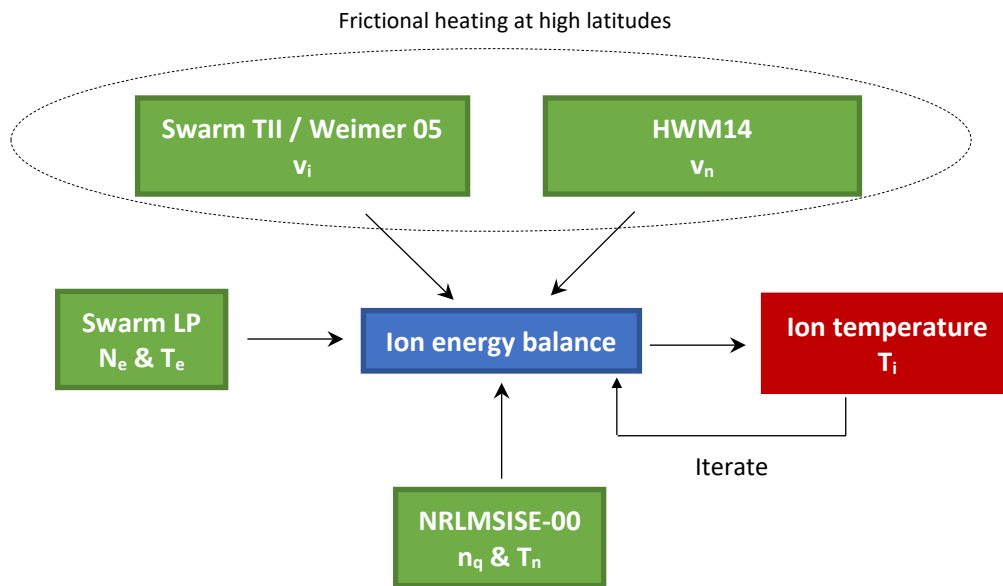 Frictional heating at high latitudes
Swarm TII / Weimer 05
vᵢ
HWM14
vₙ
Swarm LP
Nₑ & Tₑ
Ion energy balance
Ion temperature
Tᵢ
Iterate
NRLMSISE-00
n_q & Tₙ